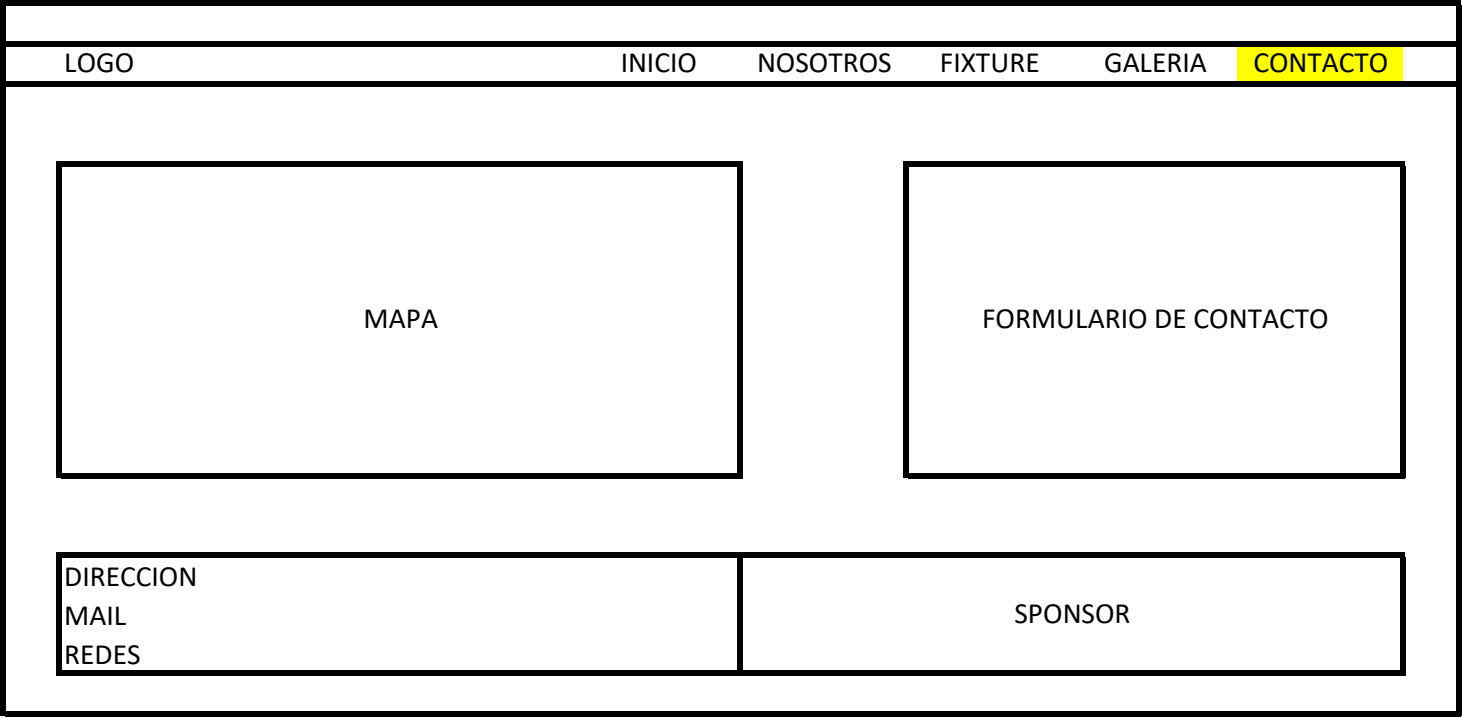 LOGO INICIO NOSOTROS FIXTURE GALERIA CONTACTO
MAPA
FORMULARIO DE CONTACTO
DIRECCION
MAIL
REDES
SPONSOR